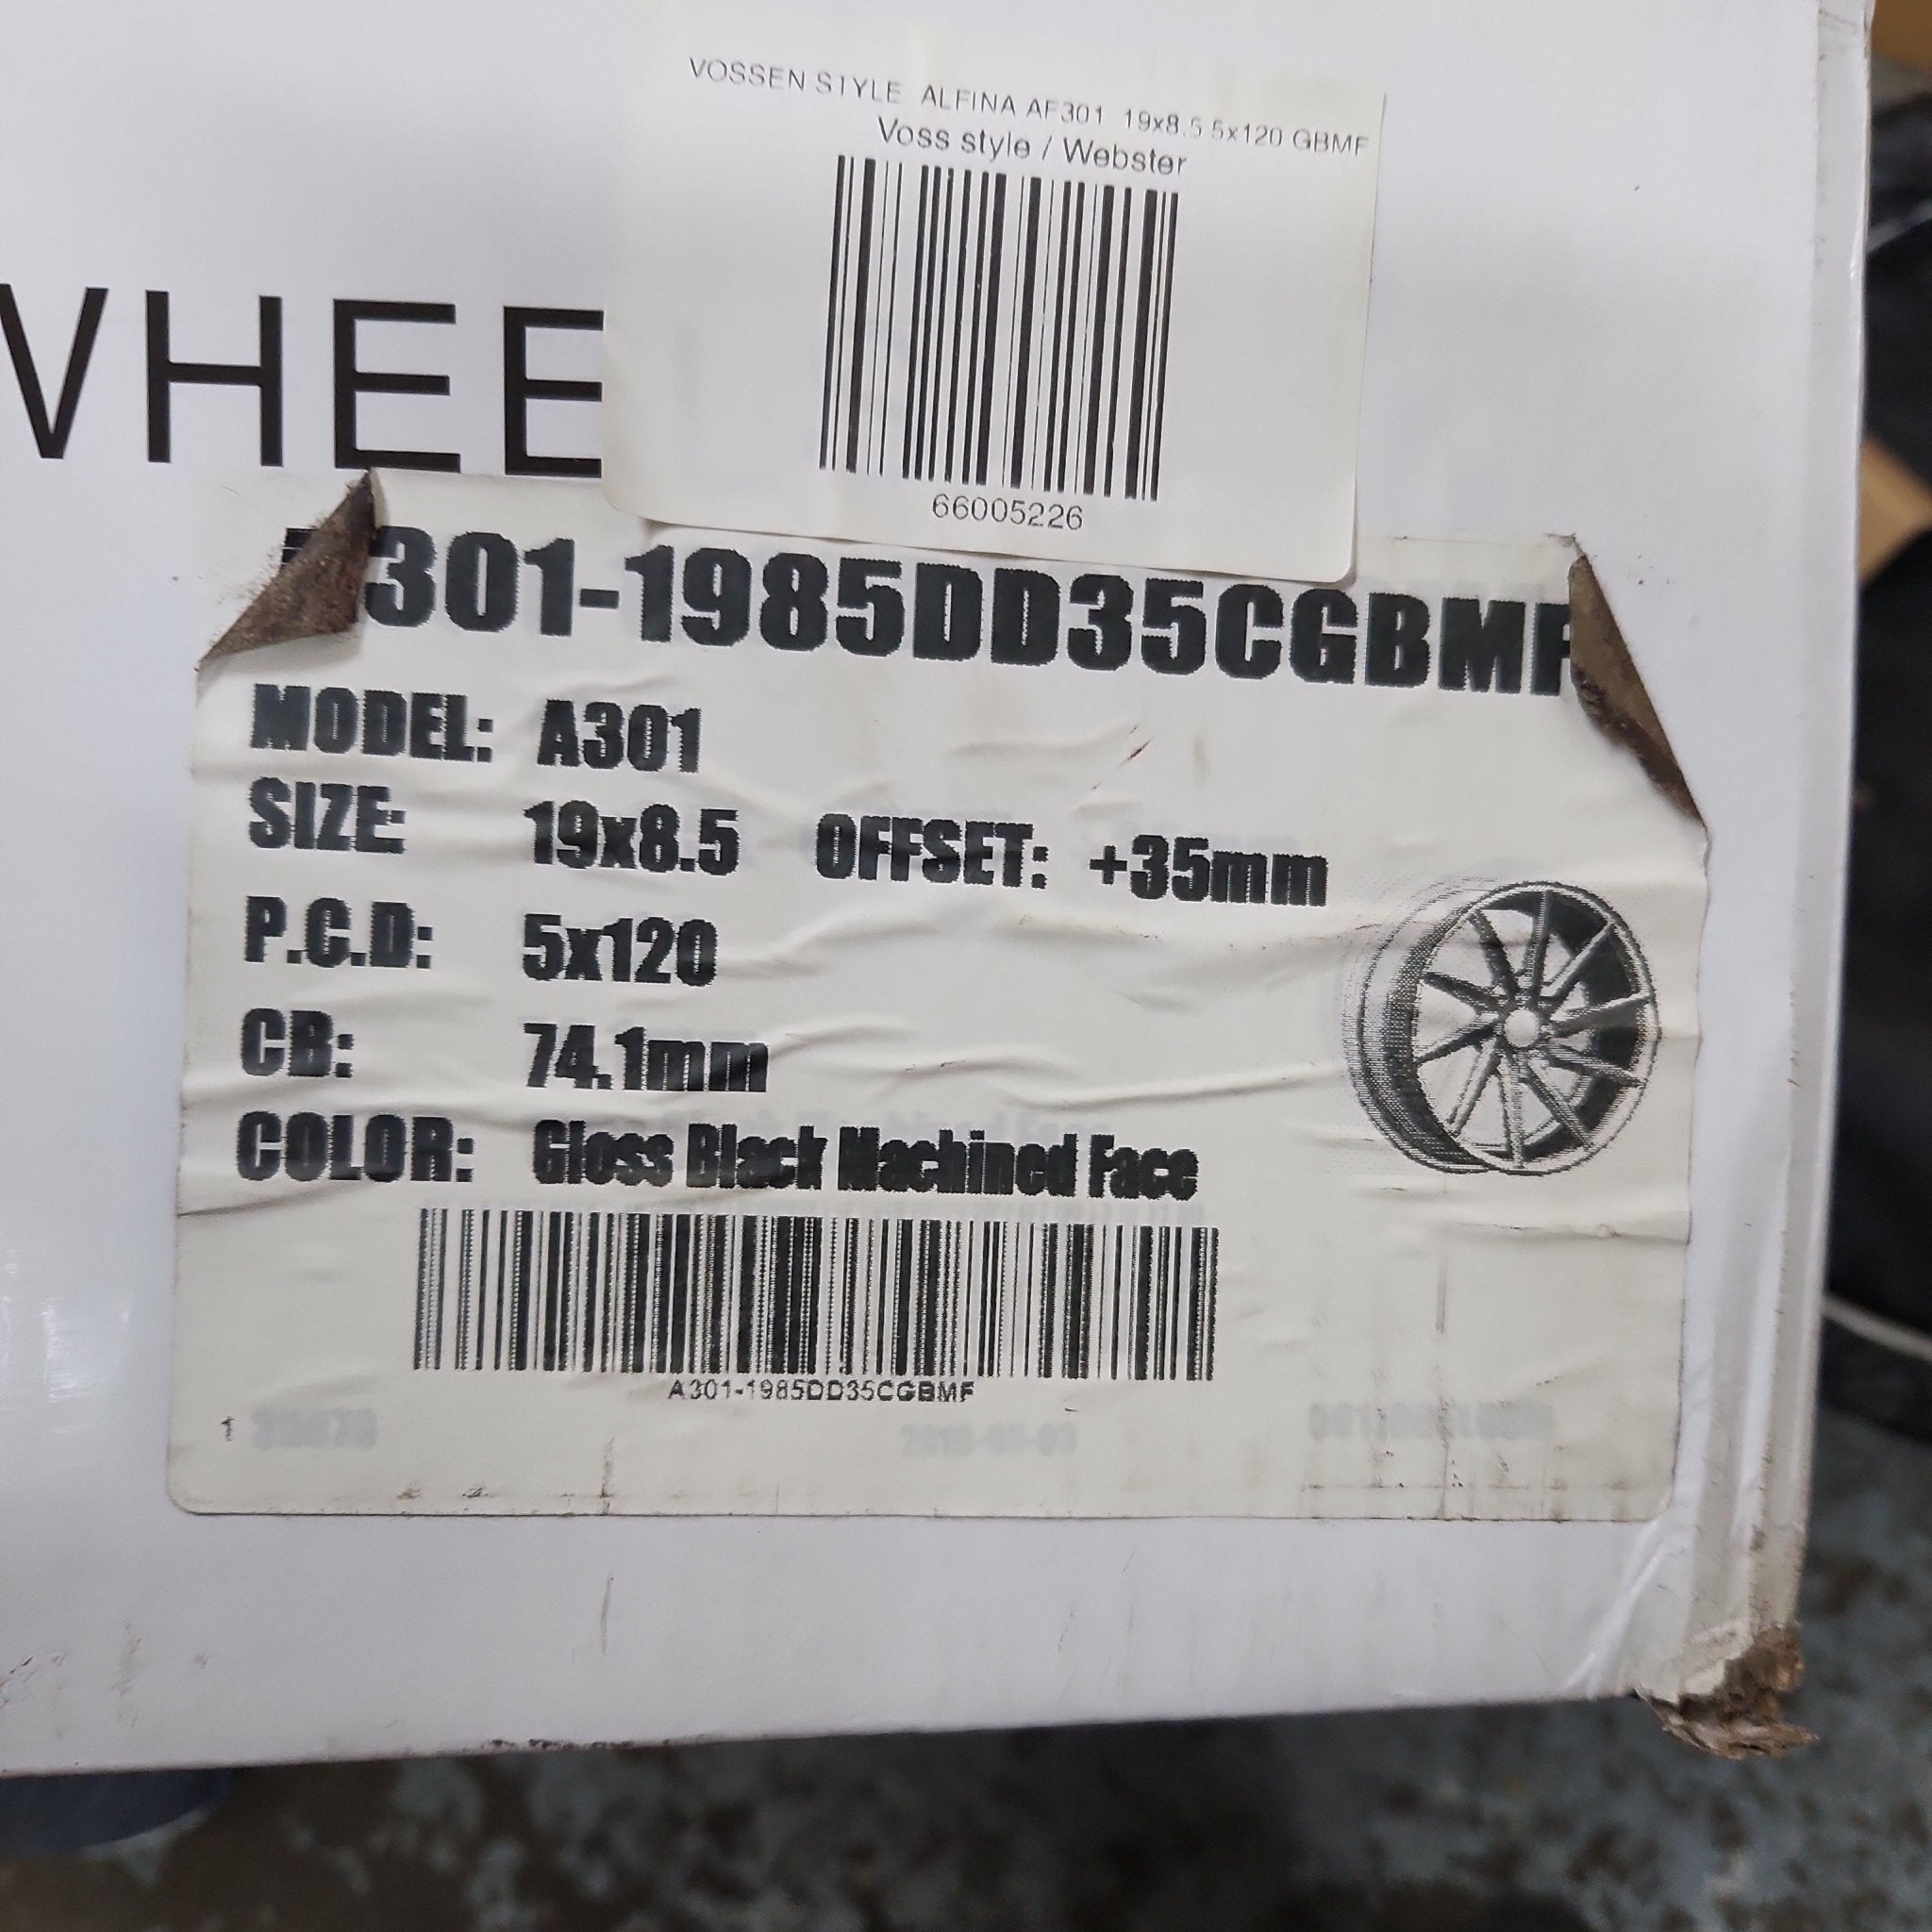 VOSSEN STYLE ALFINA AF301 19x8.5 5x120 GBMF
Voss style / Webster
66005226
WHEE
301-1985DD35CGBMF
MODEL: A301
SIZE: 19x8.5 OFFSET: +35mm
P.C.D: 5x120
CB: 74.1mm
COLOR: Gloss Black Machined Face
A301-1985DD35CGBMF
1